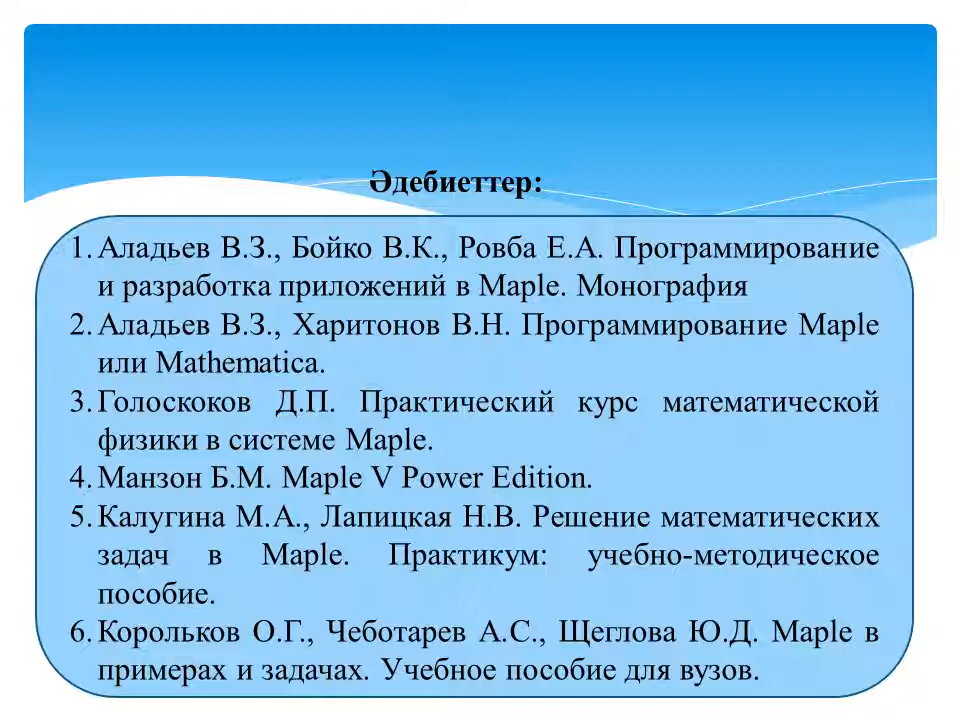 Әдебиеттер:
1. Аладьев В.З., Бойко В.К., Ровба Е.А. Программирование
и разработка приложений в Maple. Монография
2. Аладьев В.З., Харитонов В.Н. Программирование Maple
или Mathematica.
3. Голоскоков Д.П. Практический курс математической
физики в системе Maple.
4. Манзон Б.М. Maple V Power Edition.
5. Калугина М.А., Лапицкая Н.В. Решение математических
задач в Maple. Практикум: учебно-методическое
пособие.
6. Корольков О.Г., Чеботарев А.С., Щеглова Ю.Д. Maple в
примерах и задачах. Учебное пособие для вузов.